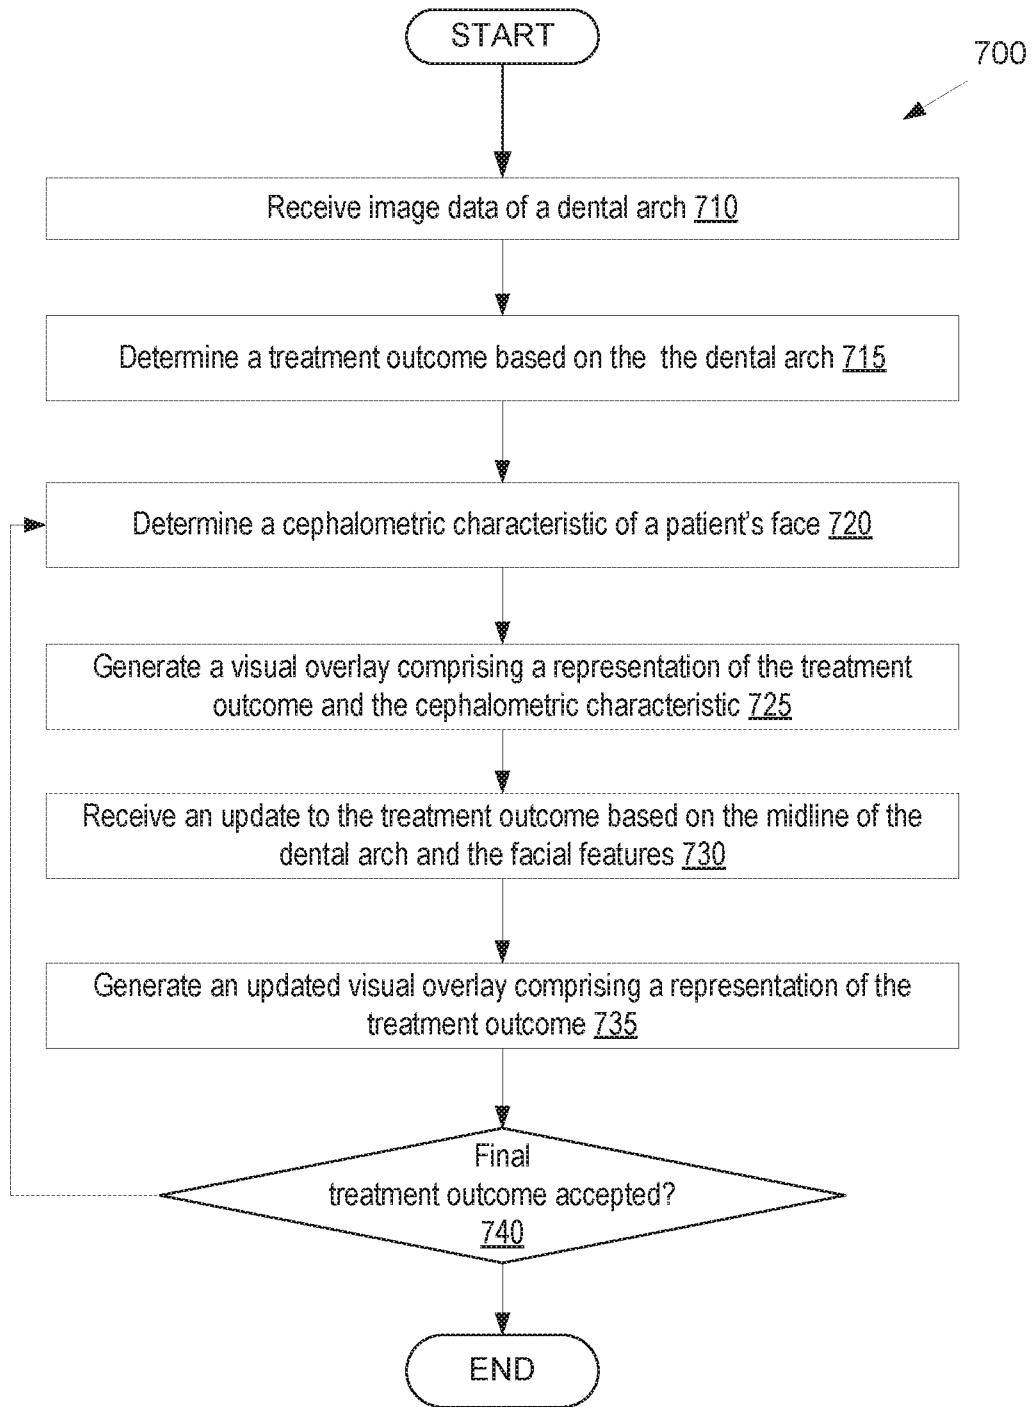 START
700
Receive image data of a dental arch 710
Determine a treatment outcome based on the the dental arch 715
Determine a cephalometric characteristic of a patient's face 720
Generate a visual overlay comprising a representation of the treatment
outcome and the cephalometric characteristic 725
Receive an update to the treatment outcome based on the midline of the
dental arch and the facial features 730
Generate an updated visual overlay comprising a representation of the
treatment outcome 735
Final
treatment outcome accepted?
740
END